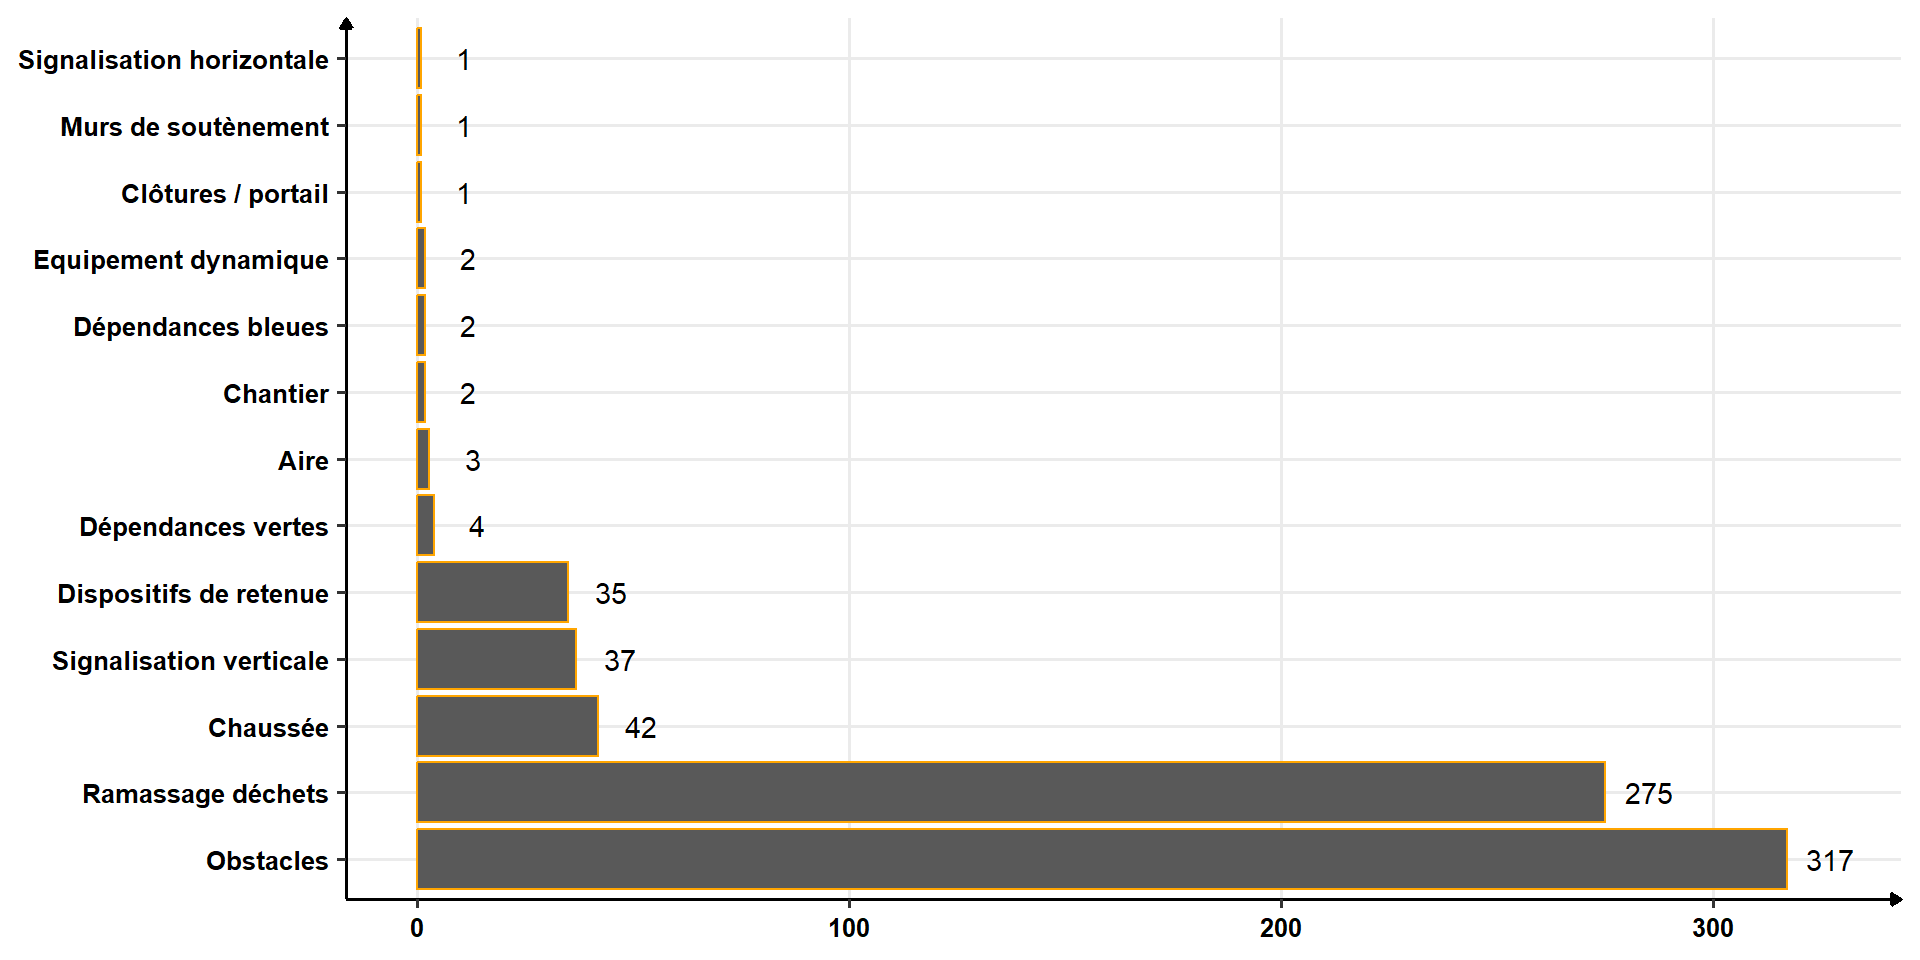 Signalisation horizontale 1
Murs de soutènement 1
Clôtures / portail 1
Equipement dynamique 2
Dépendances bleues 2
Chantier 2
Aire 3
Dépendances vertes 4
Dispositifs de retenue 35
Signalisation verticale 37
Chaussée 42
Ramassage déchets 275
Obstacles 317
0 100 200 300